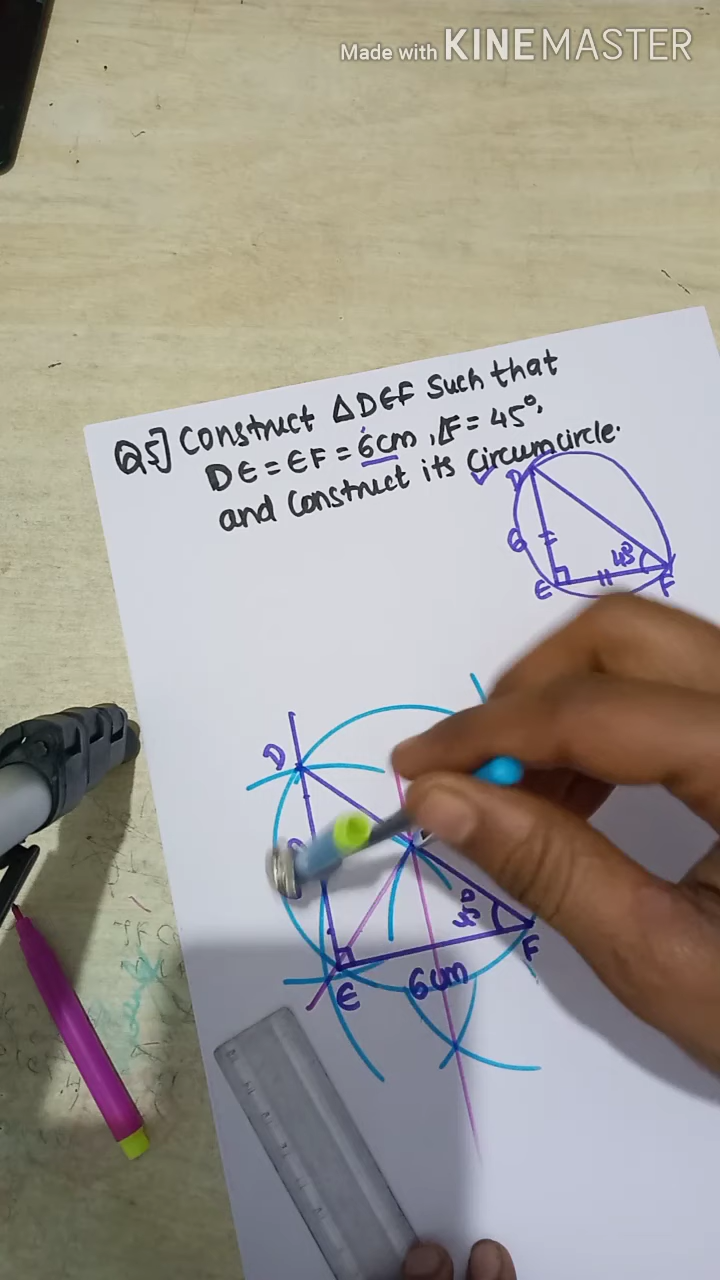 Made with KINEMASTER
Q5] Construct ΔDEF such that
DE = EF = 6cm, ∠F = 45°.
and construct its circumcircle.
D
6
45°
E
F
D
45°
F
6cm
E